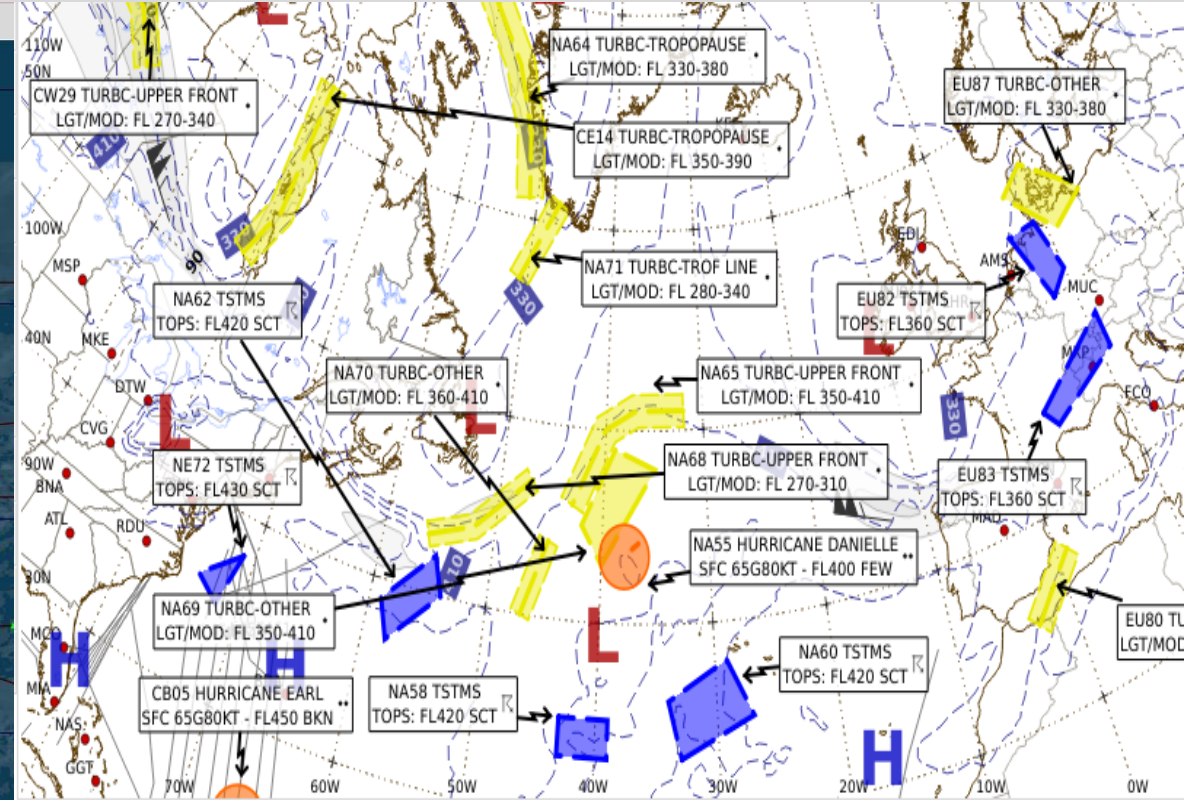 110W
50N
CW29 TURBC-UPPER FRONT
LGT/MOD: FL 270-340
NA64 TURBC-TROPOPAUSE
LGT/MOD: FL 330-380
EU87 TURBC-OTHER
LGT/MOD: FL 330-380
CE14 TURBC-TROPOPAUSE
LGT/MOD: FL 350-390
410
100W
90
MSP
NA71 TURBC-TROF LINE
LGT/MOD: FL 280-340
EDI
AMS
NA62 TSTMS
TOPS: FL420 SCT
330
EU82 TSTMS
TOPS: FL360 SCT
MUC
40N
MKE
DTW
L
L
L
L
NA70 TURBC-OTHER
LGT/MOD: FL 360-410
NA65 TURBC-UPPER FRONT
LGT/MOD: FL 350-410
330
FCO
CVG
90W
BNA
NE72 TSTMS
TOPS: FL430 SCT
NA68 TURBC-UPPER FRONT
LGT/MOD: FL 270-310
EU83 TSTMS
TOPS: FL360 SCT
MAD
ATL
RDU
NA55 HURRICANE DANIELLE
SFC 65G80KT - FL400 FEW
30N
NA69 TURBC-OTHER
LGT/MOD: FL 350-410
EU80 TU
LGT/MOD
MCO
H
H
L
NA60 TSTMS
TOPS: FL420 SCT
MIA
CB05 HURRICANE EARL
SFC 65G80KT - FL450 BKN
NA58 TSTMS
TOPS: FL420 SCT
NAS
H
GGT
70W
60W
50W
40W
30W
20W
10W
0W